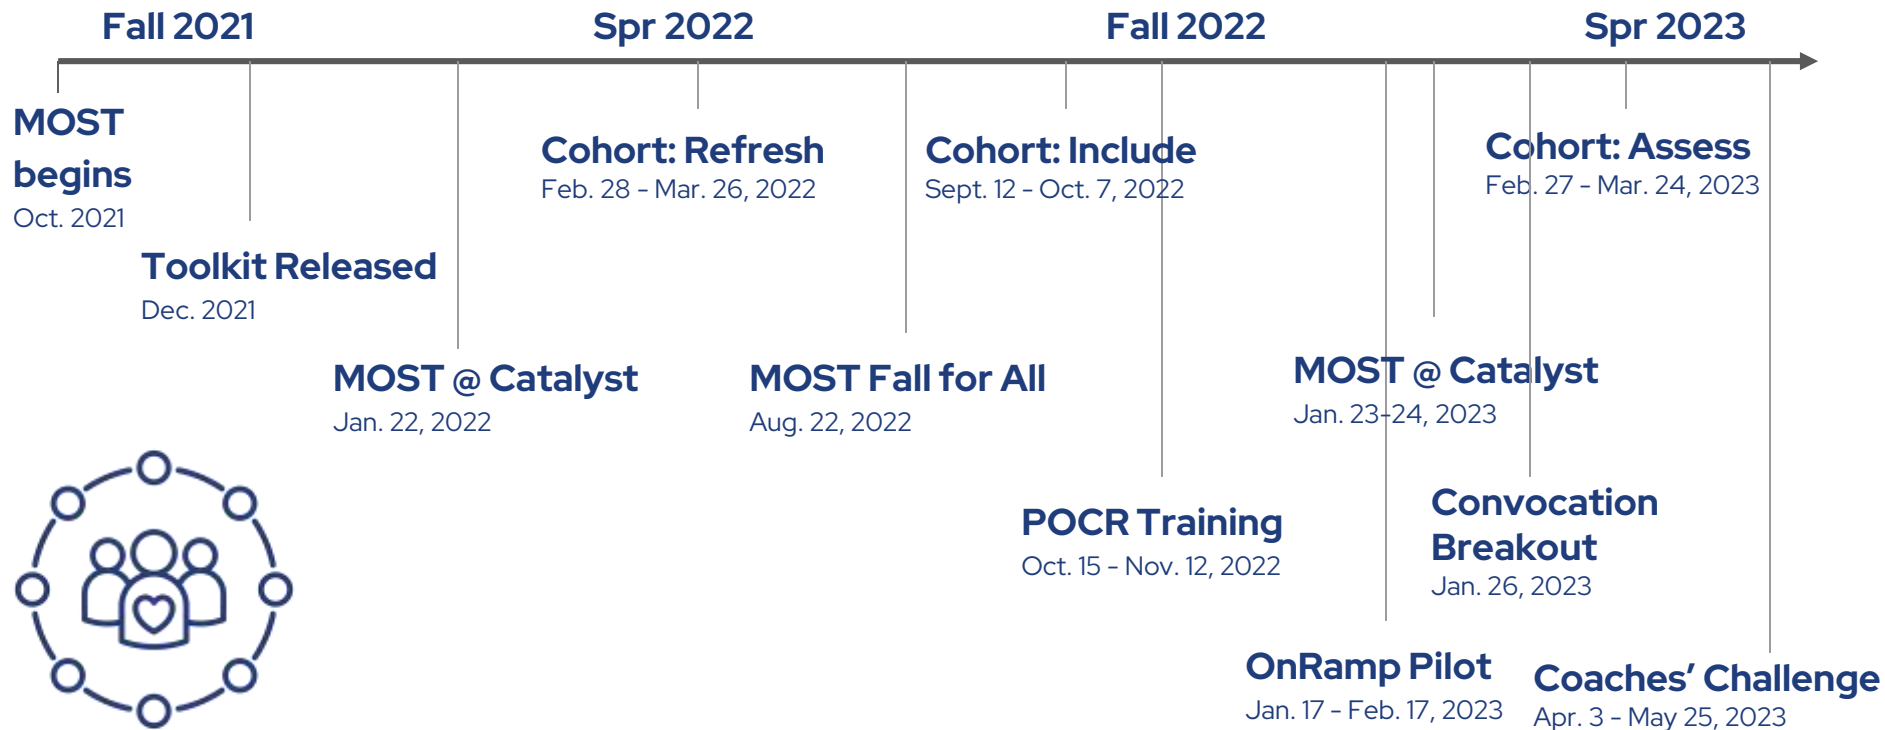 Fall 2021
Spr 2022
Fall 2022
Spr 2023
MOST
begins
Oct. 2021
Toolkit Released
Dec. 2021
MOST @ Catalyst
Jan. 22, 2022
Cohort: Refresh
Feb. 28 - Mar. 26, 2022
MOST Fall for All
Aug. 22, 2022
Cohort: Include
Sept. 12 - Oct. 7, 2022
POCR Training
Oct. 15 - Nov. 12, 2022
OnRamp Pilot
Jan. 17 - Feb. 17, 2023
MOST @ Catalyst
Jan. 23-24, 2023
Convocation
Breakout
Jan. 26, 2023
Cohort: Assess
Feb. 27 - Mar. 24, 2023
Coaches’ Challenge
Apr. 3 - May 25, 2023